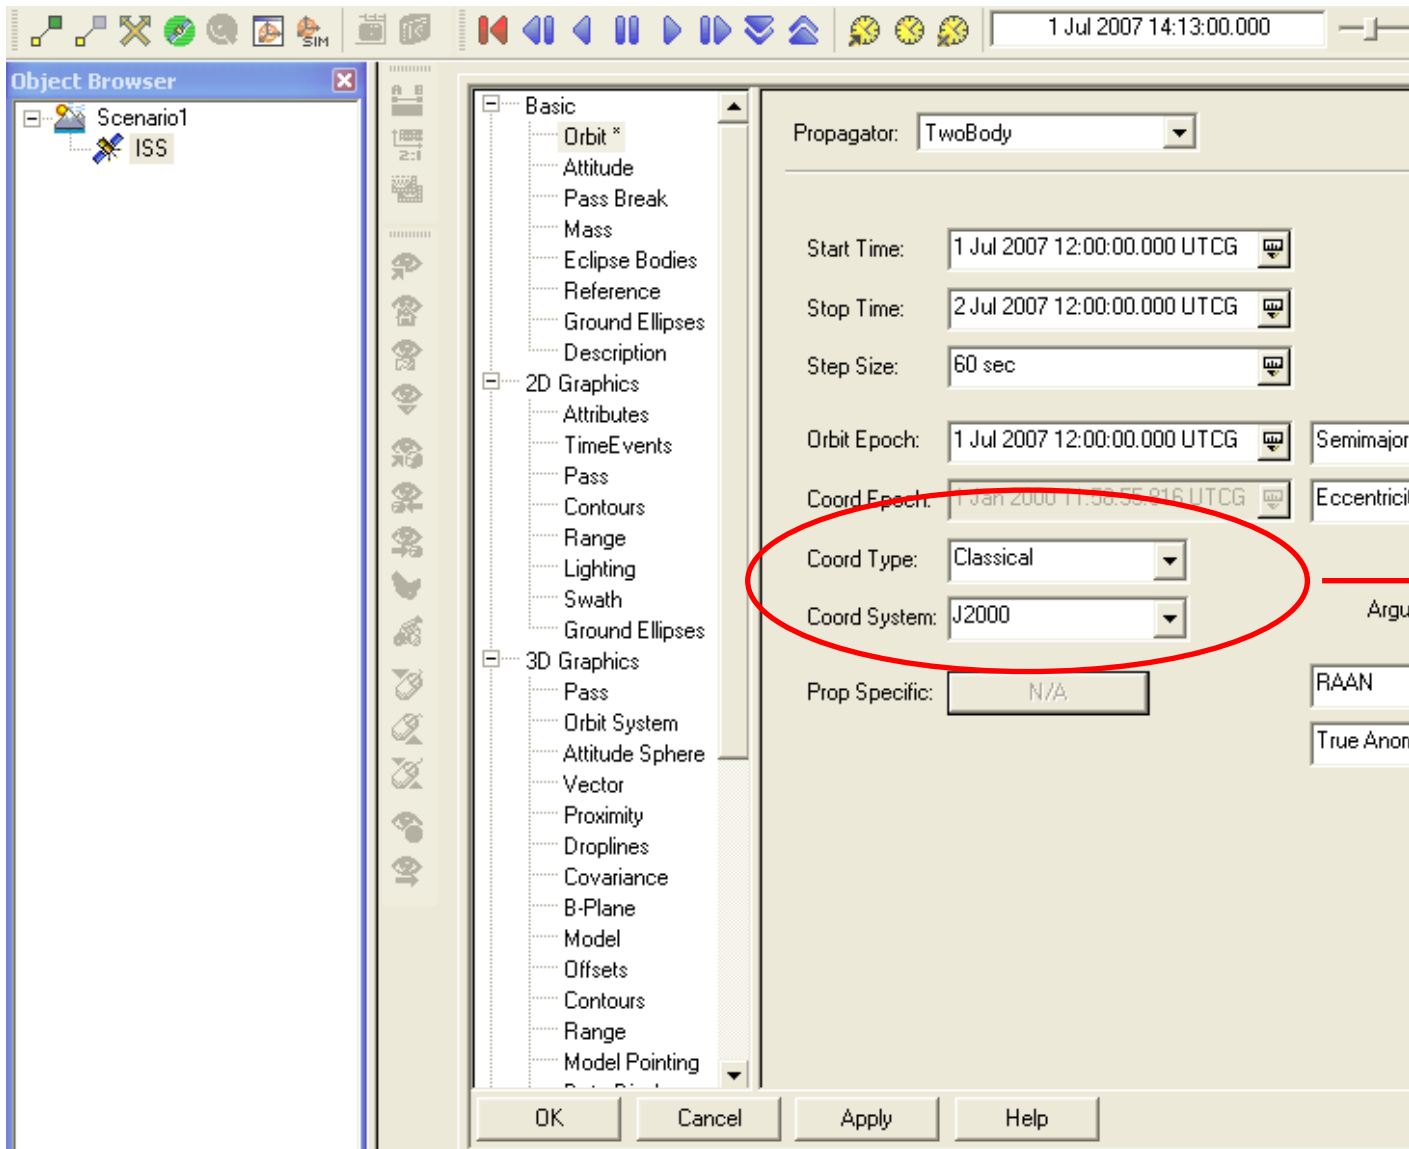 SIM
1 Jul 2007 14:13:00.000
Object Browser
Scenario1
ISS
A B
2:1
Basic
Orbit *
Attitude
Pass Break
Mass
Eclipse Bodies
Reference
Ground Ellipses
Description
2D Graphics
Attributes
TimeEvents
Pass
Contours
Range
Lighting
Swath
Ground Ellipses
3D Graphics
Pass
Orbit System
Attitude Sphere
Vector
Proximity
Droplines
Covariance
B-Plane
Model
Offsets
Contours
Range
Model Pointing
Propagator: TwoBody
Start Time: 1 Jul 2007 12:00:00.000 UTCG
Stop Time: 2 Jul 2007 12:00:00.000 UTCG
Step Size: 60 sec
Orbit Epoch: 1 Jul 2007 12:00:00.000 UTCG Semimajor
Coord Epoch: 1 Jan 2000 11:58:55.816 UTCG Eccentricit
Coord Type: Classical
Coord System: J2000 Argu
Prop Specific: N/A RAAN
True Anom
OK Cancel Apply Help